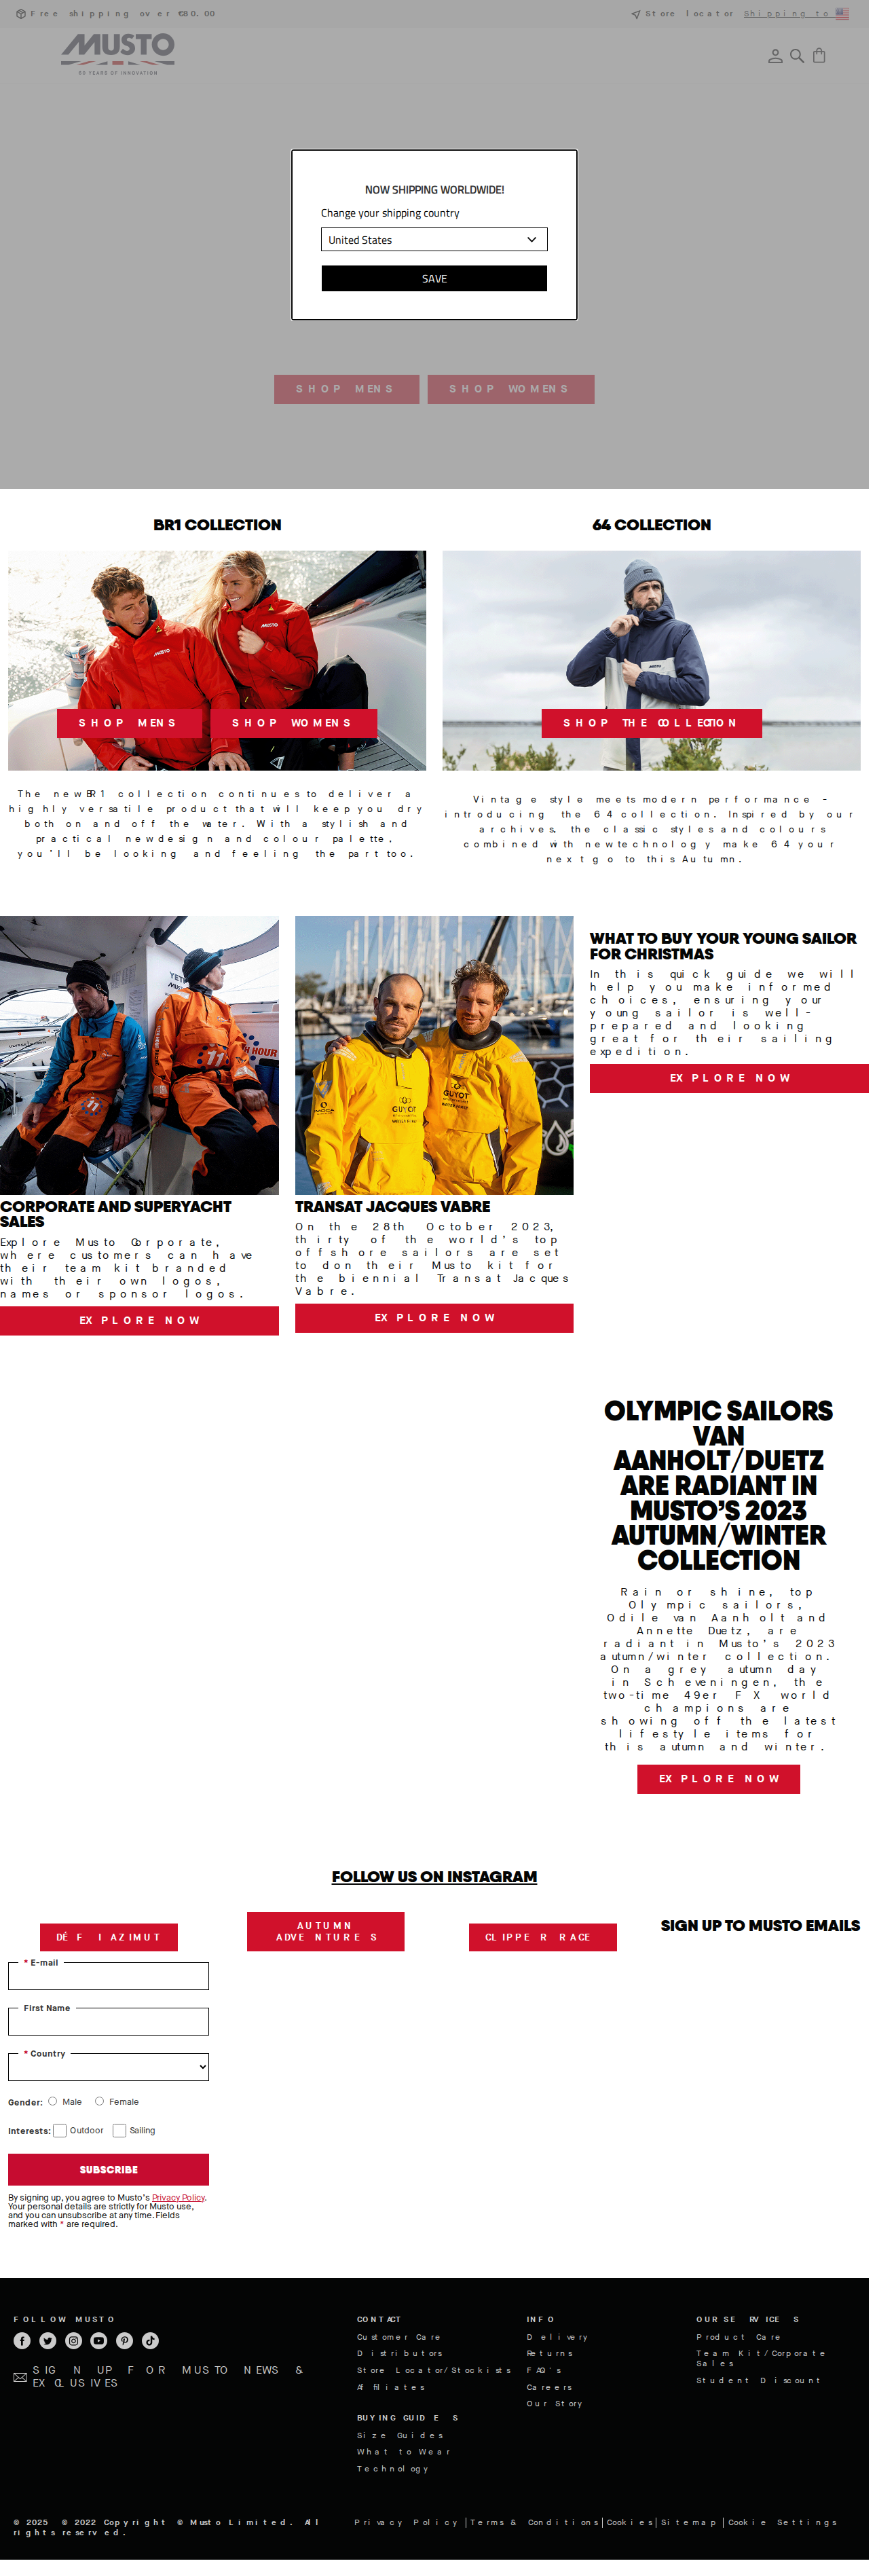 Free shipping over €80.00
Store locator Shipping to
MUSTO
60 YEARS OF INNOVATION
NOW SHIPPING WORLDWIDE!
Change your shipping country
United States
SAVE
SHOP MENS SHOP WOMENS
BR1 COLLECTION
SHOP MENS SHOP WOMENS
The new BR1 collection continues to deliver a
highly versatile product that will keep you dry
both on and off the water. With a stylish and
practical new design and colour palette,
you'll be looking and feeling the part too.
64 COLLECTION
SHOP THE COLLECTION
Vintage style meets modern performance -
introducing the 64 collection. Inspired by our
archives, the classic styles and colours
combined with new technology make 64 your
next go to this Autumn.
CORPORATE AND SUPERYACHT
SALES
Explore Musto Corporate,
where customers can have
their team kit branded
with their own logos,
names or sponsor logos.
EXPLORE NOW
GUYOT
GUYOT
TRANSAT JACQUES VABRE
On the 28th October 2023,
thirty of the world's top
offshore sailors are set
to don their Musto kit for
the biennial Transat Jacques
Vabre.
EXPLORE NOW
WHAT TO BUY YOUR YOUNG SAILOR
FOR CHRISTMAS
In this quick guide we will
help you make informed
choices, ensuring your
young sailor is well-
prepared and looking
great for their sailing
expedition.
EXPLORE NOW
OLYMPIC SAILORS
VAN
AANHOLT/DUETZ
ARE RADIANT IN
MUSTO’S 2023
AUTUMN/WINTER
COLLECTION
Rain or shine, top
Olympic sailors,
Odile van Aanholt and
Annette Duetz, are
radiant in Musto’s 2023
autumn/winter collection.
On a grey autumn day
in Scheveningen, the
two-time 49er FX world
champions are
showing off the latest
lifestyle items for
this autumn and winter.
EXPLORE NOW
FOLLOW US ON INSTAGRAM
DÉFI AZIMUT
AUTUMN
ADVENTURES
CLIPPER RACE
SIGN UP TO MUSTO EMAILS
* E-mail
First Name
* Country
Gender: Male Female
Interests: Outdoor Sailing
SUBSCRIBE
By signing up, you agree to Musto's Privacy Policy.
Your personal details are strictly for Musto use,
and you can unsubscribe at any time. Fields
marked with * are required.
FOLLOW MUSTO
SIGN UP FOR MUSTO NEWS &
EXCLUSIVES
CONTACT
Customer Care
Distributors
Store Locator/Stockists
Affiliates
BUYING GUIDES
Size Guides
What to Wear
Technology
INFO
Delivery
Returns
FAQ's
Careers
Our Story
OUR SERVICES
Product Care
Team Kit/Corporate
Sales
Student Discount
© 2025 © 2022 Copyright © Musto Limited. All
rights reserved.
Privacy Policy | Terms & Conditions | Cookies | Sitemap | Cookie Settings